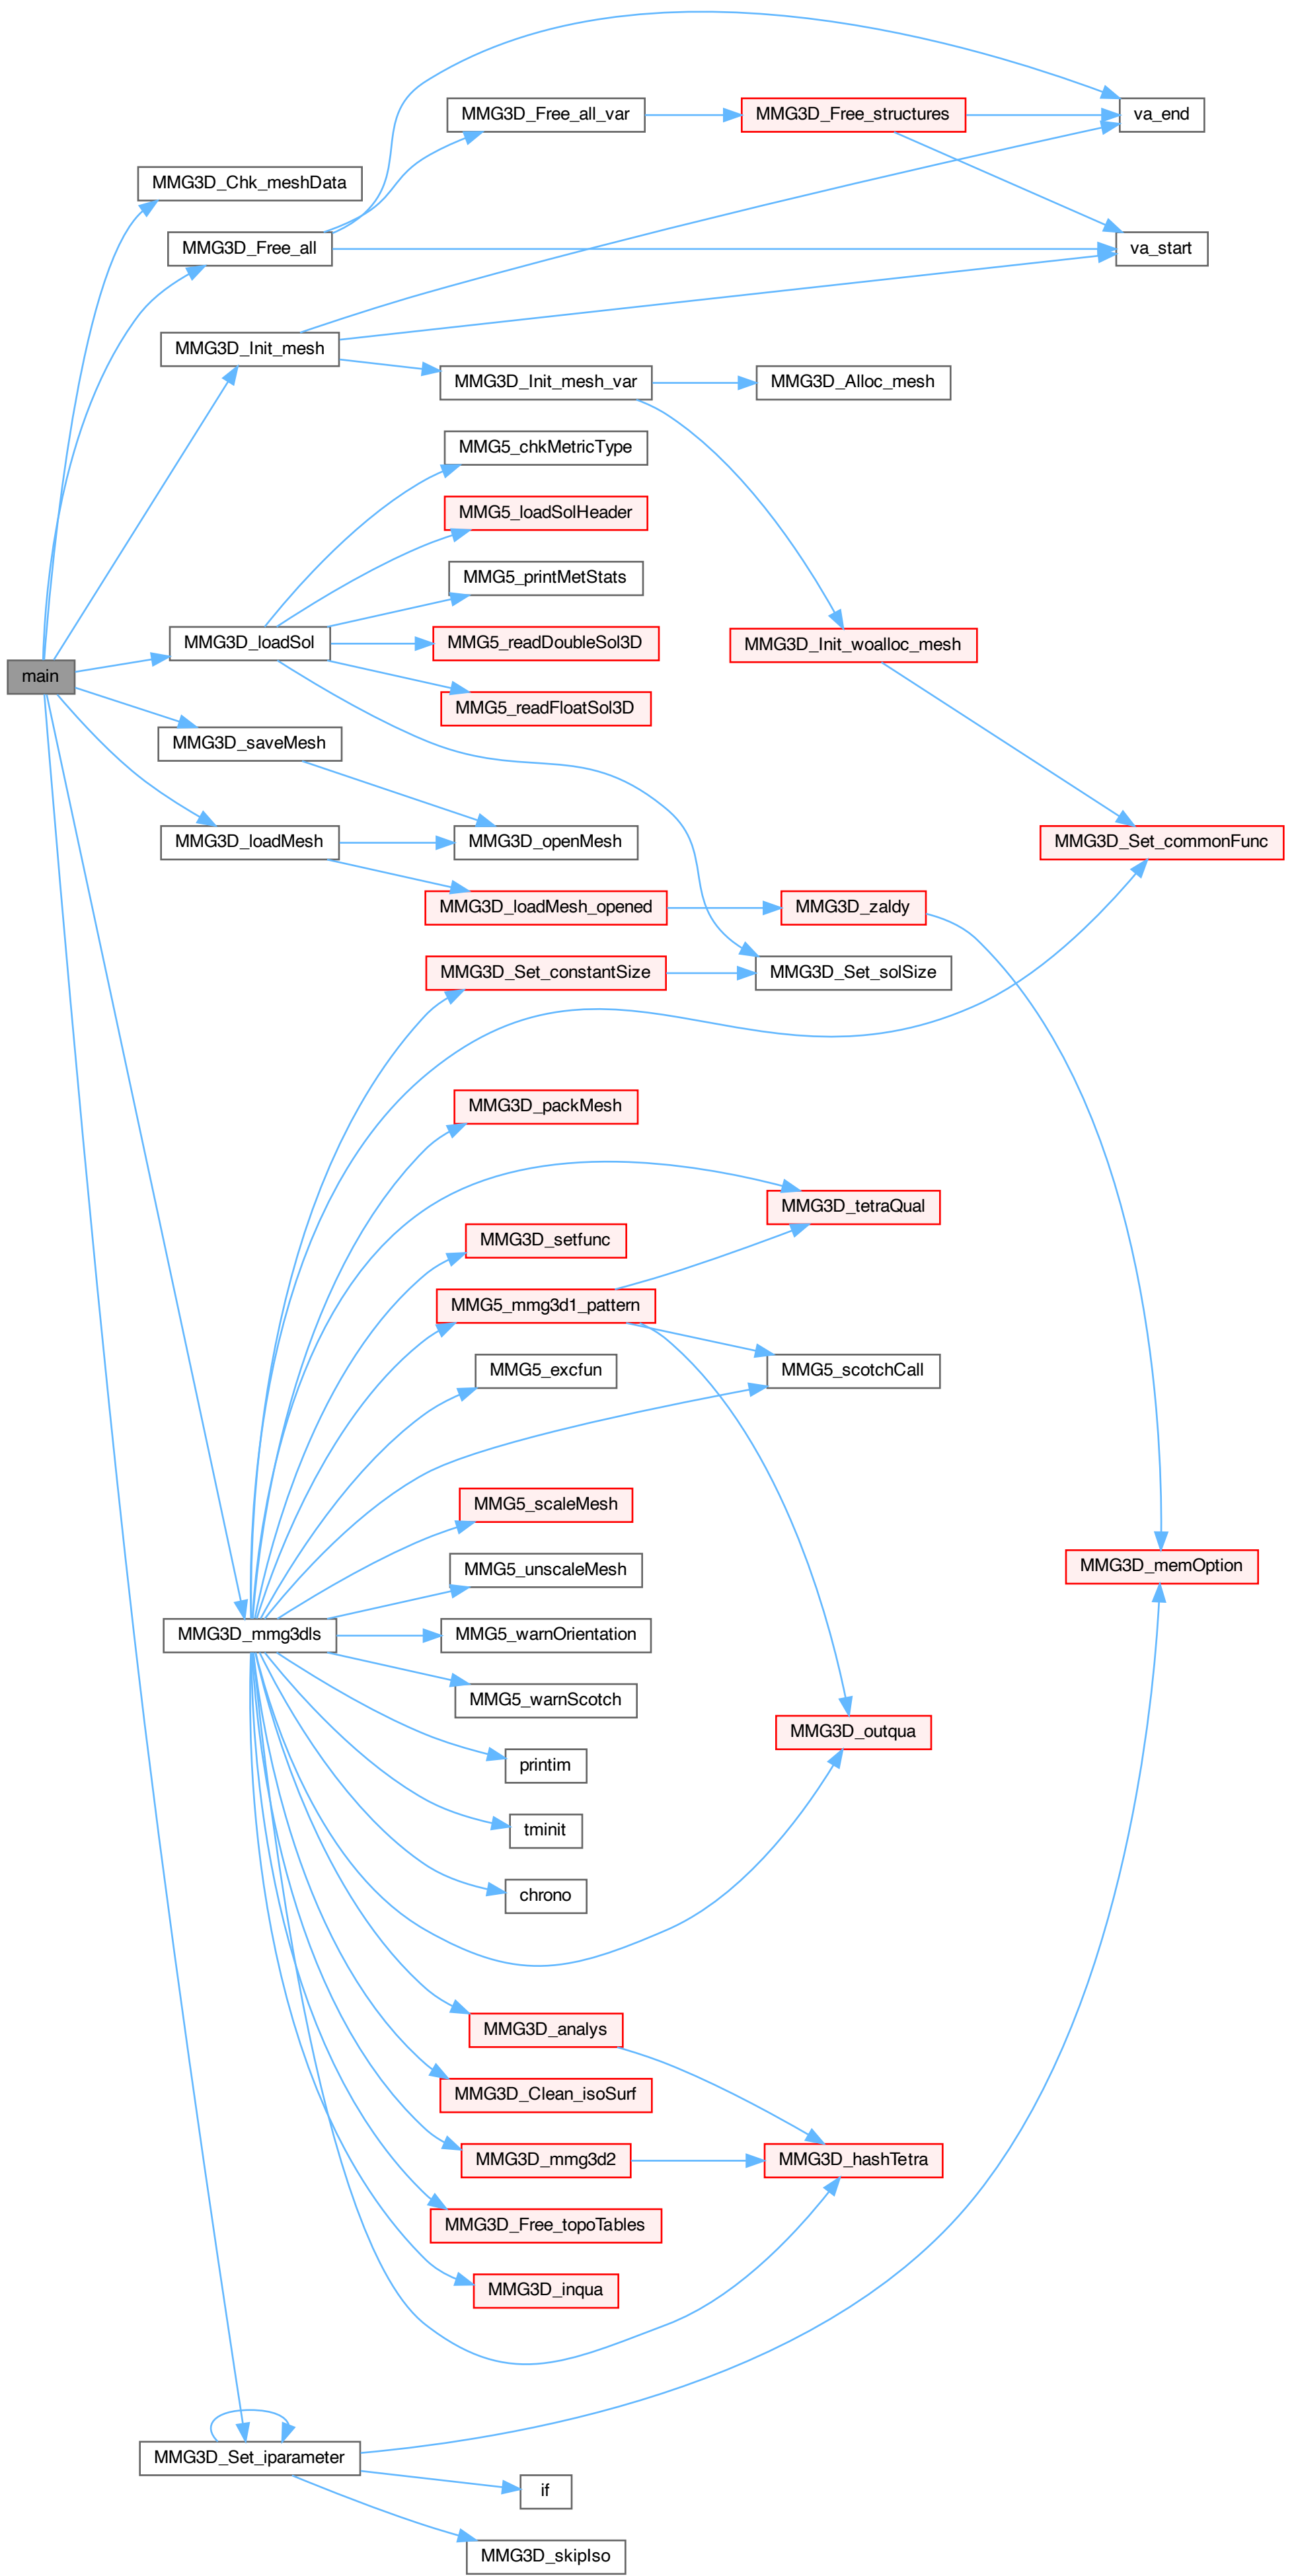 MMG3D_Free_all_var
MMG3D_Free_structures
va_end
MMG3D_Chk_meshData
MMG3D_Free_all
va_start
MMG3D_Init_mesh
MMG3D_Init_mesh_var
MMG3D_Alloc_mesh
MMG5_chkMetricType
MMG5_loadSolHeader
MMG5_printMetStats
MMG3D_loadSol
MMG5_readDoubleSol3D
MMG3D_Init_woalloc_mesh
main
MMG5_readFloatSol3D
MMG3D_saveMesh
MMG3D_loadMesh
MMG3D_openMesh
MMG3D_Set_commonFunc
MMG3D_loadMesh_opened
MMG3D_zaldy
MMG3D_Set_constantSize
MMG3D_Set_solSize
MMG3D_packMesh
MMG3D_tetraQual
MMG3D_setfunc
MMG5_mmg3d1_pattern
MMG5_excfun
MMG5_scotchCall
MMG5_scaleMesh
MMG5_unscaleMesh
MMG3D_memOption
MMG3D_mmg3dls
MMG5_warnOrientation
MMG5_warnScotch
MMG3D_outqua
printim
tminit
chrono
MMG3D_analys
MMG3D_Clean_isoSurf
MMG3D_mmg3d2
MMG3D_hashTetra
MMG3D_Free_topoTables
MMG3D_inqua
MMG3D_Set_iparameter
if
MMG3D_skipIso